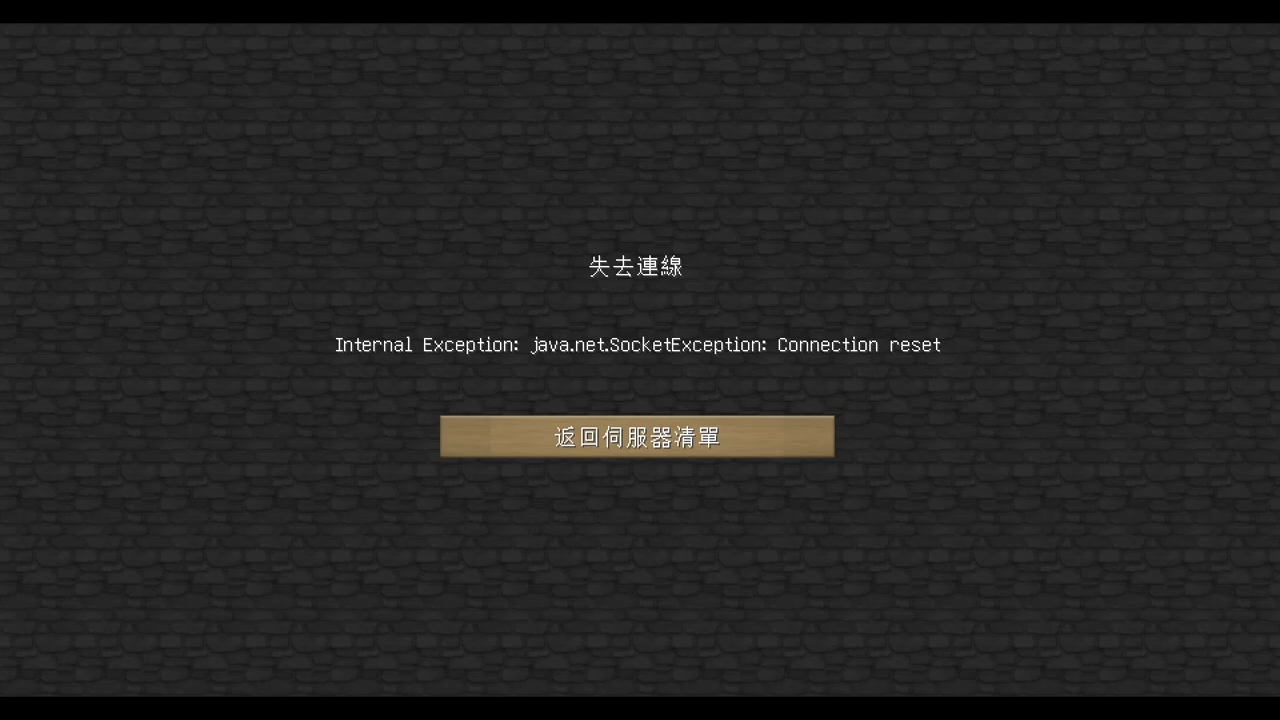 失去連線
Internal Exception: java.net.SocketException: Connection reset
返回伺服器清單